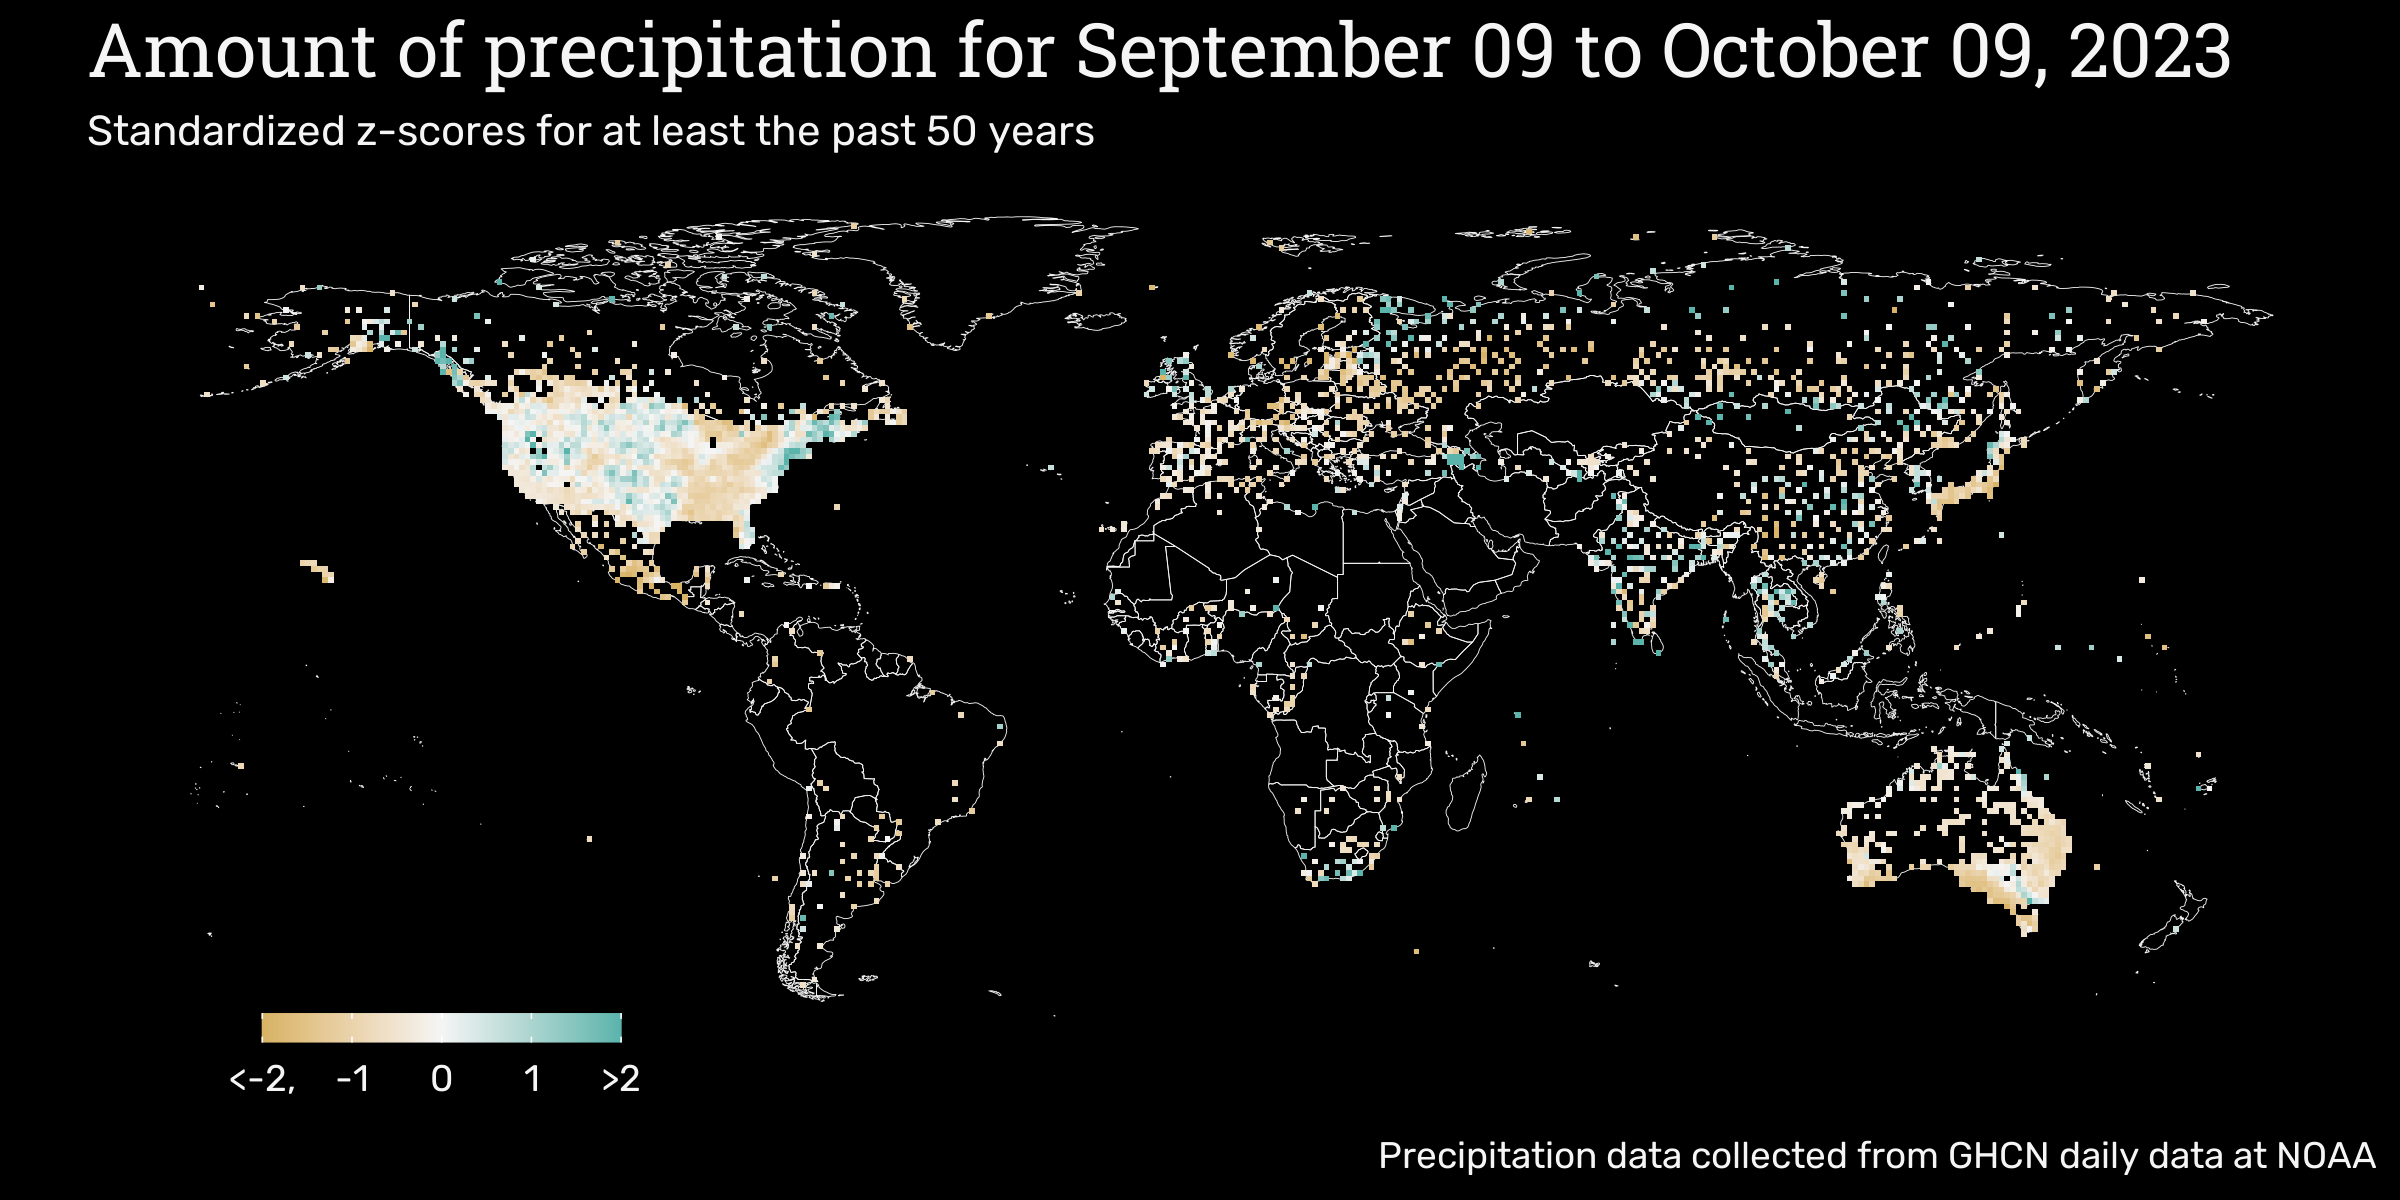 Amount of precipitation for September 09 to October 09, 2023
Standardized z-scores for at least the past 50 years
<-2, -1 0 1 >2
Precipitation data collected from GHCN daily data at NOAA